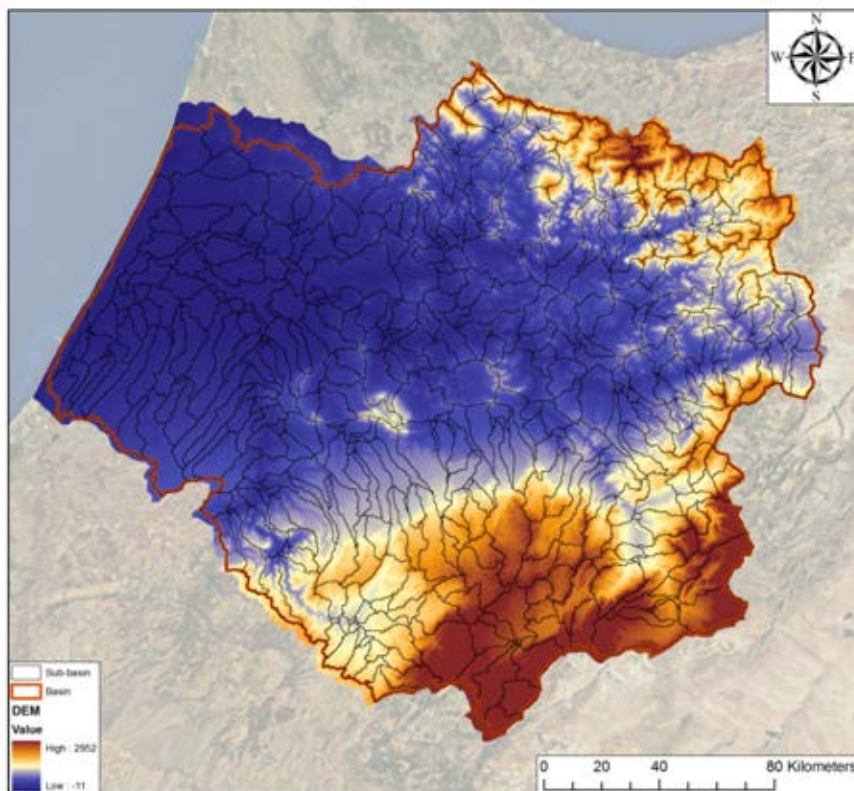 N
W E
S
Sub-basin
Basin
DEM
Value
High : 2952
Low : -11
0 20 40 80 Kilometers